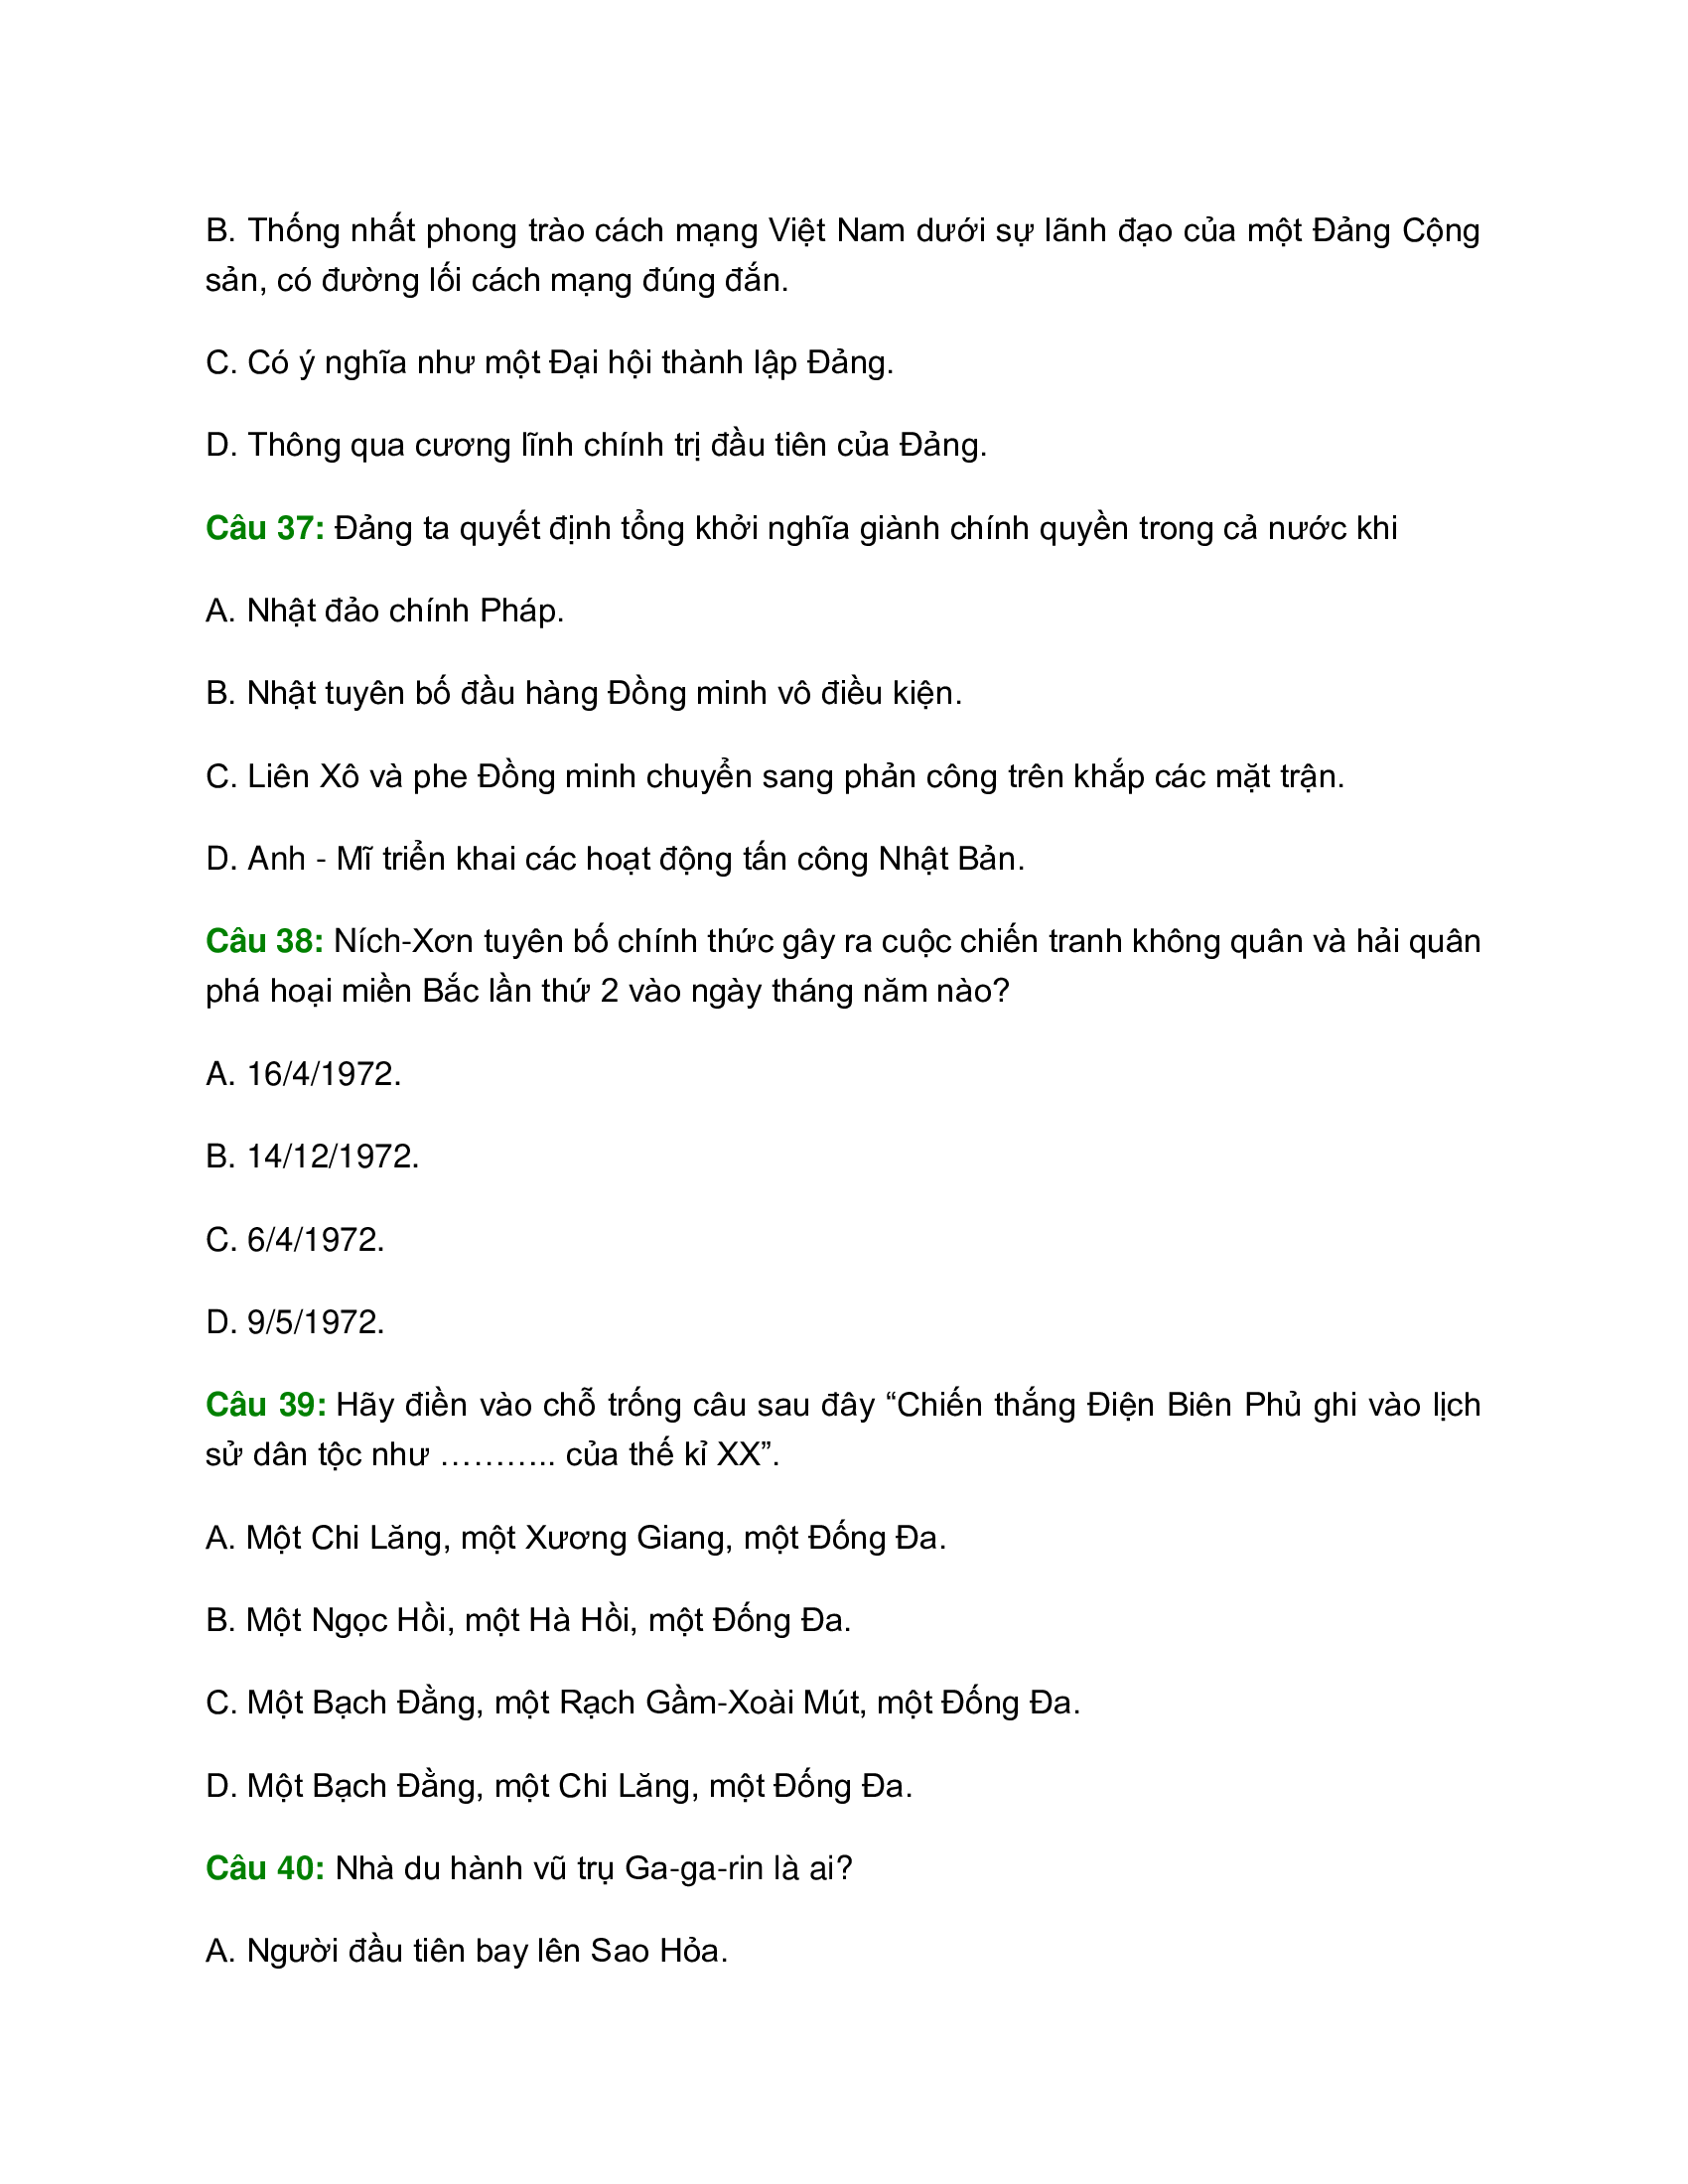 B. Thống nhất phong trào cách mạng Việt Nam dưới sự lãnh đạo của một Đảng Cộng
sản, có đường lối cách mạng đúng đắn.
C. Có ý nghĩa như một Đại hội thành lập Đảng.
D. Thông qua cương lĩnh chính trị đầu tiên của Đảng.
Câu 37: Đảng ta quyết định tổng khởi nghĩa giành chính quyền trong cả nước khi
A. Nhật đảo chính Pháp.
B. Nhật tuyên bố đầu hàng Đồng minh vô điều kiện.
C. Liên Xô và phe Đồng minh chuyển sang phản công trên khắp các mặt trận.
D. Anh - Mĩ triển khai các hoạt động tấn công Nhật Bản.
Câu 38: Ních-Xơn tuyên bố chính thức gây ra cuộc chiến tranh không quân và hải quân
phá hoại miền Bắc lần thứ 2 vào ngày tháng năm nào?
A. 16/4/1972.
B. 14/12/1972.
C. 6/4/1972.
D. 9/5/1972.
Câu 39: Hãy điền vào chỗ trống câu sau đây “Chiến thắng Điện Biên Phủ ghi vào lịch
sử dân tộc như ……….. của thế kỉ XX”.
A. Một Chi Lăng, một Xương Giang, một Đống Đa.
B. Một Ngọc Hồi, một Hà Hồi, một Đống Đa.
C. Một Bạch Đằng, một Rạch Gầm-Xoài Mút, một Đống Đa.
D. Một Bạch Đằng, một Chi Lăng, một Đống Đa.
Câu 40: Nhà du hành vũ trụ Ga-ga-rin là ai?
A. Người đầu tiên bay lên Sao Hỏa.